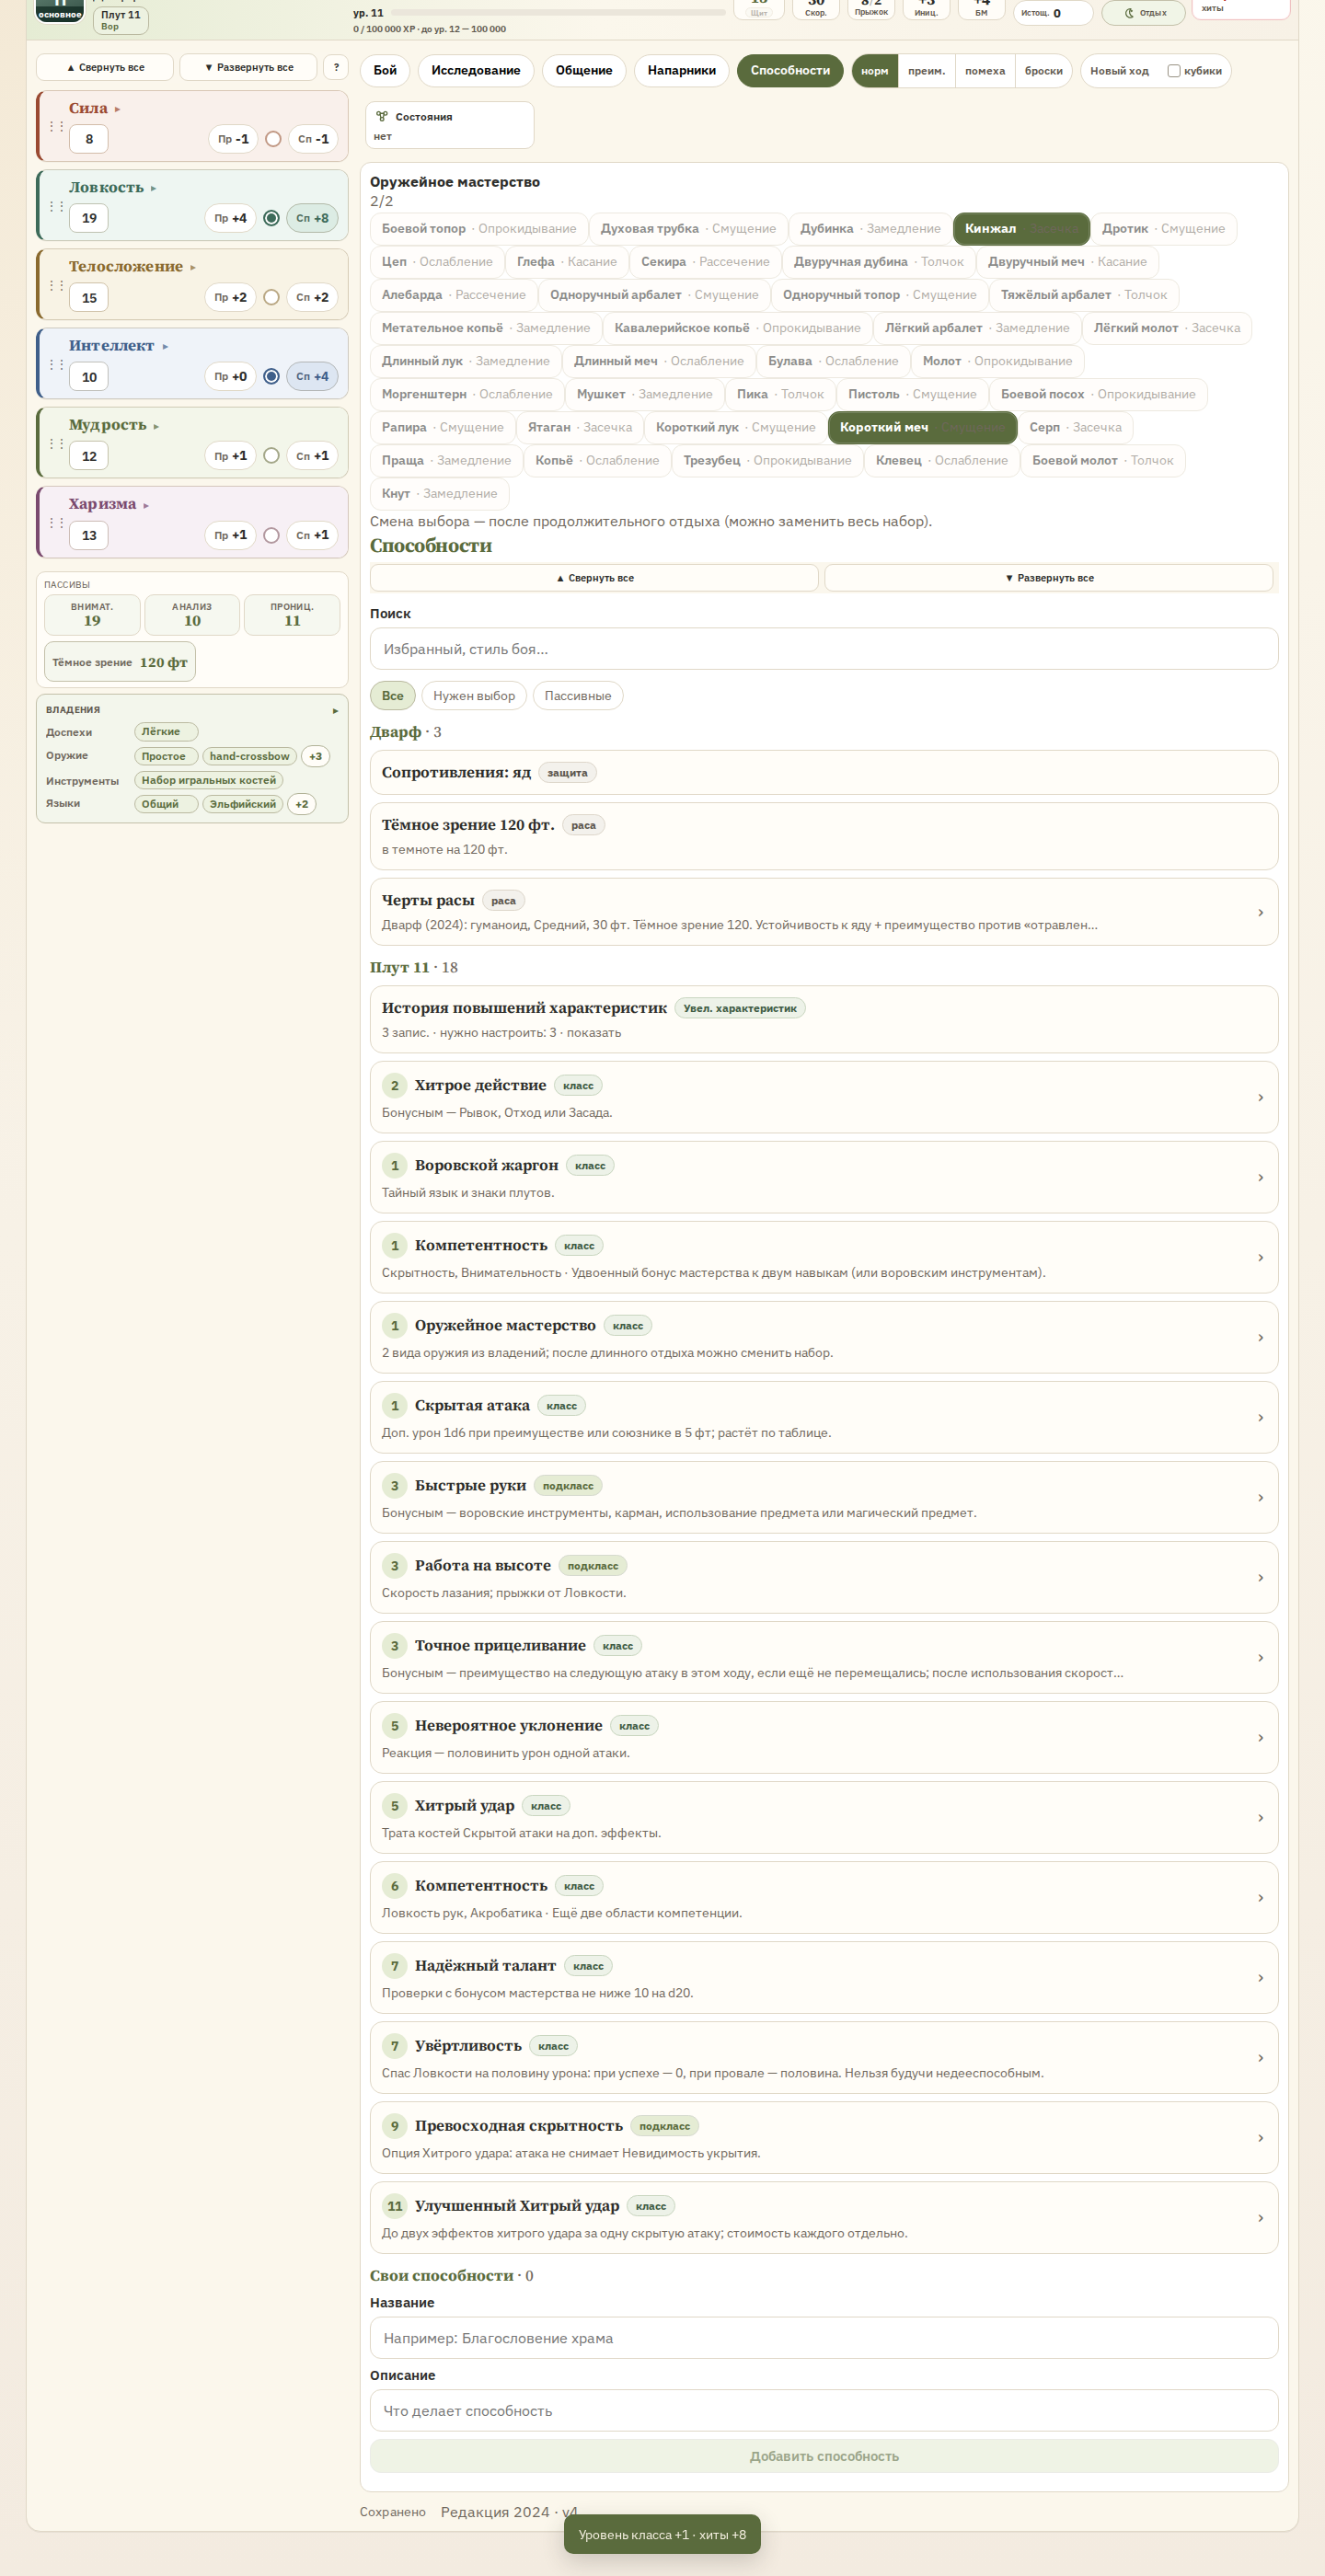 основное
Плут 11
Вор
ур. 11
0 / 100 000 XP · до ур. 12 — 100 000
Щит
30
Скор.
8/2
Прыжок
Иниц.
+4
БМ
Истощ. 0
Отдых
хиты
▲ Свернуть все
▼ Развернуть все
?
Сила ▸
8
Пр -1
Сп -1
Ловкость ▸
19
Пр +4
Сп +8
Телосложение ▸
15
Пр +2
Сп +2
Интеллект ▸
10
Пр +0
Сп +4
Мудрость ▸
12
Пр +1
Сп +1
Харизма ▸
13
Пр +1
Сп +1
ПАССИВЫ
ВНИМАТ.
19
АНАЛИЗ
10
ПРОНИЦ.
11
Тёмное зрение 120 фт
ВЛАДЕНИЯ ▸
Доспехи Лёгкие
Оружие Простое hand-crossbow +3
Инструменты Набор игральных костей
Языки Общий Эльфийский +2
Бой Исследование Общение Напарники Способности норм преим. помеха броски Новый ход кубики
Состояния
нет
Оружейное мастерство
2/2
Боевой топор · Опрокидывание Духовая трубка · Смущение Дубинка · Замедление Кинжал · Засечка Дротик · Смущение
Цеп · Ослабление Глефа · Касание Секира · Рассечение Двуручная дубина · Толчок Двуручный меч · Касание
Алебарда · Рассечение Одноручный арбалет · Смущение Одноручный топор · Смущение Тяжёлый арбалет · Толчок
Метательное копьё · Замедление Кавалерийское копьё · Опрокидывание Лёгкий арбалет · Замедление Лёгкий молот · Засечка
Длинный лук · Замедление Длинный меч · Ослабление Булава · Ослабление Молот · Опрокидывание
Моргенштерн · Ослабление Мушкет · Замедление Пика · Толчок Пистоль · Смущение Боевой посох · Опрокидывание
Рапира · Смущение Ятаган · Засечка Короткий лук · Смущение Короткий меч · Смущение Серп · Засечка
Праща · Замедление Копьё · Ослабление Трезубец · Опрокидывание Клевец · Ослабление Боевой молот · Толчок
Кнут · Замедление
Смена выбора — после продолжительного отдыха (можно заменить весь набор).
Способности
▲ Свернуть все
▼ Развернуть все
Поиск
Избранный, стиль боя...
Все Нужен выбор Пассивные
Дварф · 3
Сопротивления: яд защита
Тёмное зрение 120 фт. раса
в темноте на 120 фт.
Черты расы раса
Дварф (2024): гуманоид, Средний, 30 фт. Тёмное зрение 120. Устойчивость к яду + преимущество против «отравлен...
Плут 11 · 18
История повышений характеристик Увел. характеристик
3 запис. · нужно настроить: 3 · показать
2 Хитрое действие класс
Бонусным — Рывок, Отход или Засада.
1 Воровской жаргон класс
Тайный язык и знаки плутов.
1 Компетентность класс
Скрытность, Внимательность · Удвоенный бонус мастерства к двум навыкам (или воровским инструментам).
1 Оружейное мастерство класс
2 вида оружия из владений; после длинного отдыха можно сменить набор.
1 Скрытая атака класс
Доп. урон 1d6 при преимуществе или союзнике в 5 фт; растёт по таблице.
3 Быстрые руки подкласс
Бонусным — воровские инструменты, карман, использование предмета или магический предмет.
3 Работа на высоте подкласс
Скорость лазания; прыжки от Ловкости.
3 Точное прицеливание класс
Бонусным — преимущество на следующую атаку в этом ходу, если ещё не перемещались; после использования скорост...
5 Невероятное уклонение класс
Реакция — половинить урон одной атаки.
5 Хитрый удар класс
Трата костей Скрытой атаки на доп. эффекты.
6 Компетентность класс
Ловкость рук, Акробатика · Ещё две области компетенции.
7 Надёжный талант класс
Проверки с бонусом мастерства не ниже 10 на d20.
7 Увёртливость класс
Спас Ловкости на половину урона: при успехе — 0, при провале — половина. Нельзя будучи недееспособным.
9 Превосходная скрытность подкласс
Опция Хитрого удара: атака не снимает Невидимость укрытия.
11 Улучшенный Хитрый удар класс
До двух эффектов хитрого удара за одну скрытую атаку; стоимость каждого отдельно.
Свои способности · 0
Название
Например: Благословение храма
Описание
Что делает способность
Добавить способность
Сохранено Редакция 2024 · v4
Уровень класса +1 · хиты +8